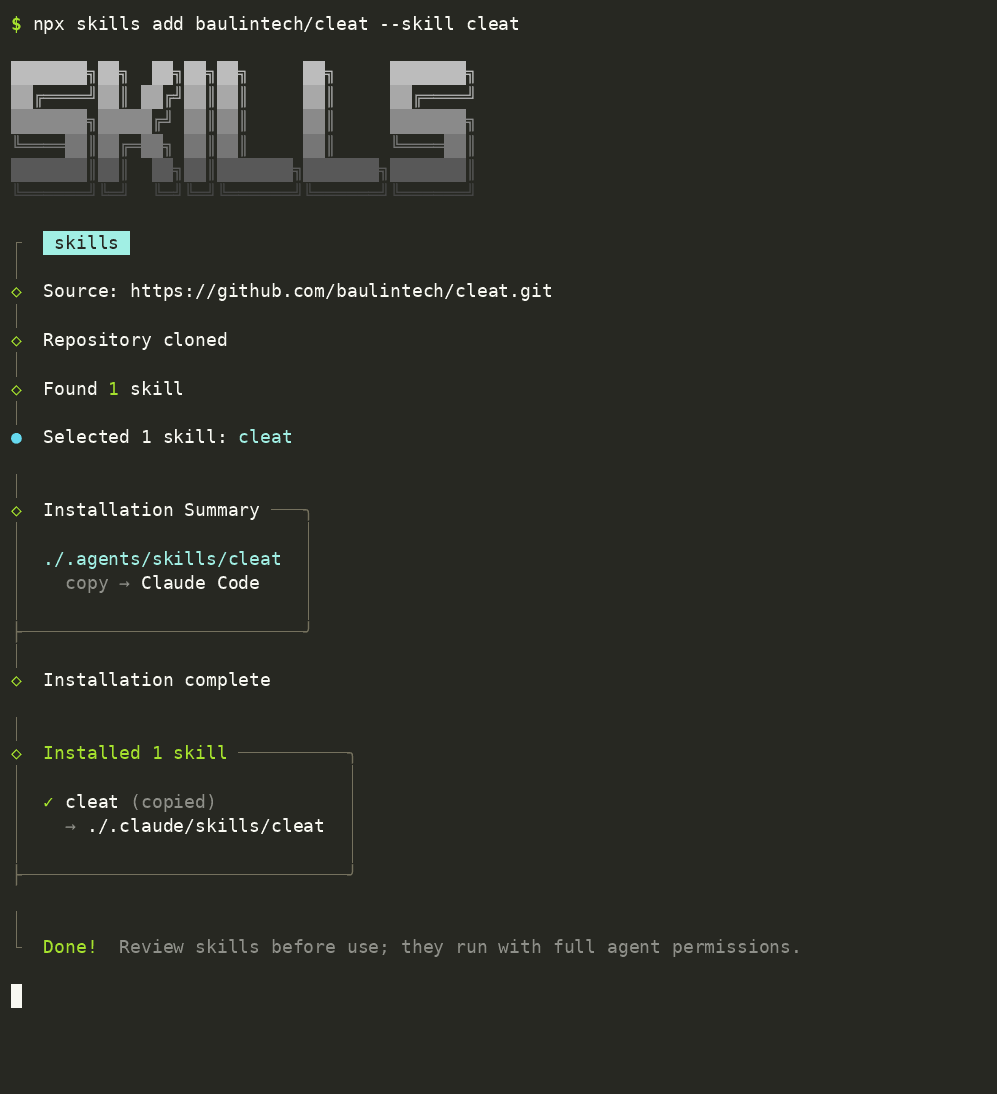 $ npx skills add baulintech/cleat --skill cleat
SKILLS
skills
◇ Source: https://github.com/baulintech/cleat.git
◇ Repository cloned
◇ Found 1 skill
● Selected 1 skill: cleat
◇ Installation Summary
./.agents/skills/cleat
copy → Claude Code
◇ Installation complete
◇ Installed 1 skill
✓ cleat (copied)
→ ./.claude/skills/cleat
Done! Review skills before use; they run with full agent permissions.